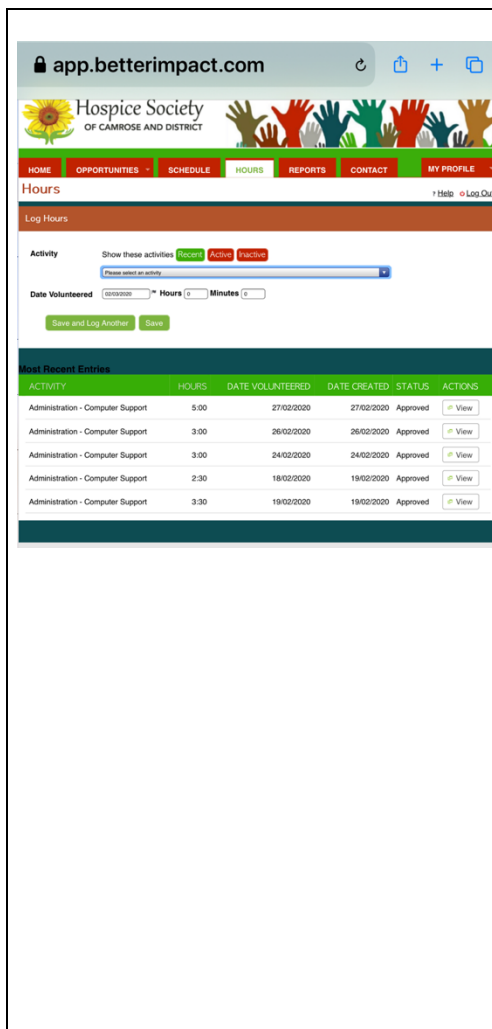 app.betterimpact.com
Hospice Society
OF CAMROSE AND DISTRICT
HOME OPPORTUNITIES SCHEDULE HOURS REPORTS CONTACT MY PROFILE
Hours
? Help Log Out
Log Hours
Activity Show these activities Recent Active Inactive
Please select an activity
Date Volunteered 02/03/2020 Hours 0 Minutes 0
Save and Log Another Save
Most Recent Entries
ACTIVITY HOURS DATE VOLUNTEERED DATE CREATED STATUS ACTIONS
Administration - Computer Support 5:00 27/02/2020 27/02/2020 Approved View
Administration - Computer Support 3:00 26/02/2020 26/02/2020 Approved View
Administration - Computer Support 3:00 24/02/2020 24/02/2020 Approved View
Administration - Computer Support 2:30 18/02/2020 19/02/2020 Approved View
Administration - Computer Support 3:30 19/02/2020 19/02/2020 Approved View